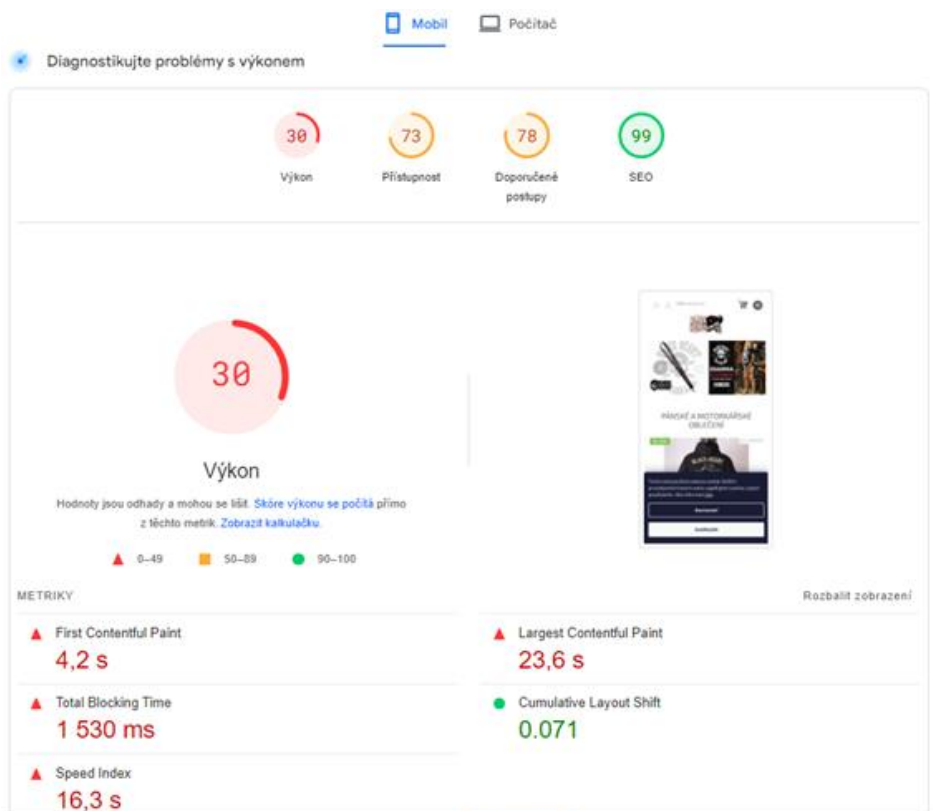 Mobil
Počítač
Diagnostikujte problémy s výkonem
30
73
78
99
Výkon
Přístupnost
Doporučené
postupy
SEO
30
Výkon
Hodnoty jsou odhady a mohou se lišit. Skóre výkonu se počítá přímo
z těchto metrik. Zobrazit kalkulačku.
0–49
50–89
90–100
PÁNSKÉ A MOTORKÁŘSKÉ
OBLEČENÍ
METRIKY
Rozbalit zobrazení
First Contentful Paint
4,2 s
Largest Contentful Paint
23,6 s
Total Blocking Time
1 530 ms
Cumulative Layout Shift
0.071
Speed Index
16,3 s